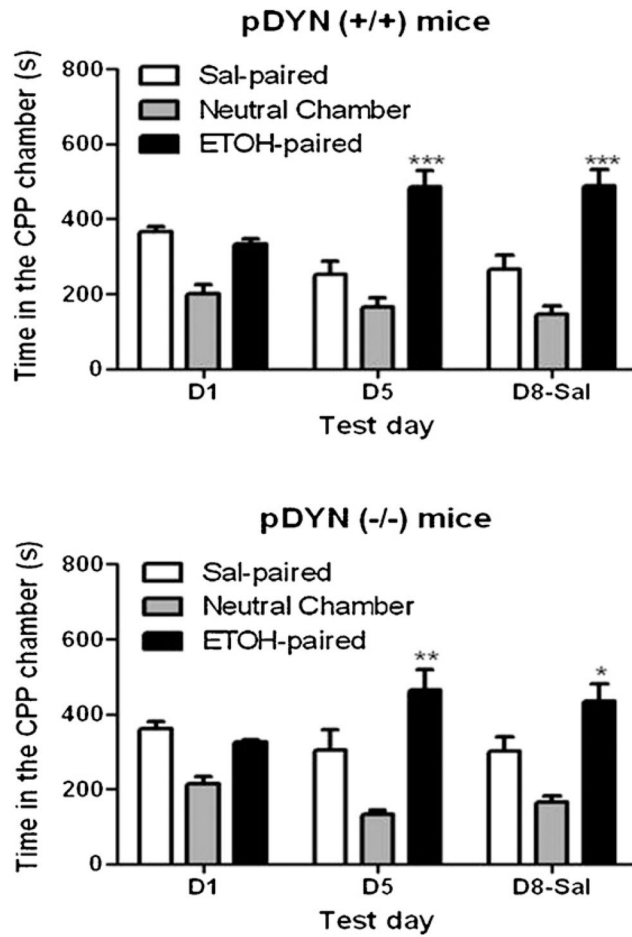 pDYN (+/+) mice
Time in the CPP chamber (s)
800
600
400
200
0
Sal-paired
Neutral Chamber
ETOH-paired
***
***
D1
D5
D8-Sal
Test day
pDYN (-/-) mice
Time in the CPP chamber (s)
800
600
400
200
0
Sal-paired
Neutral Chamber
ETOH-paired
**
*
D1
D5
D8-Sal
Test day